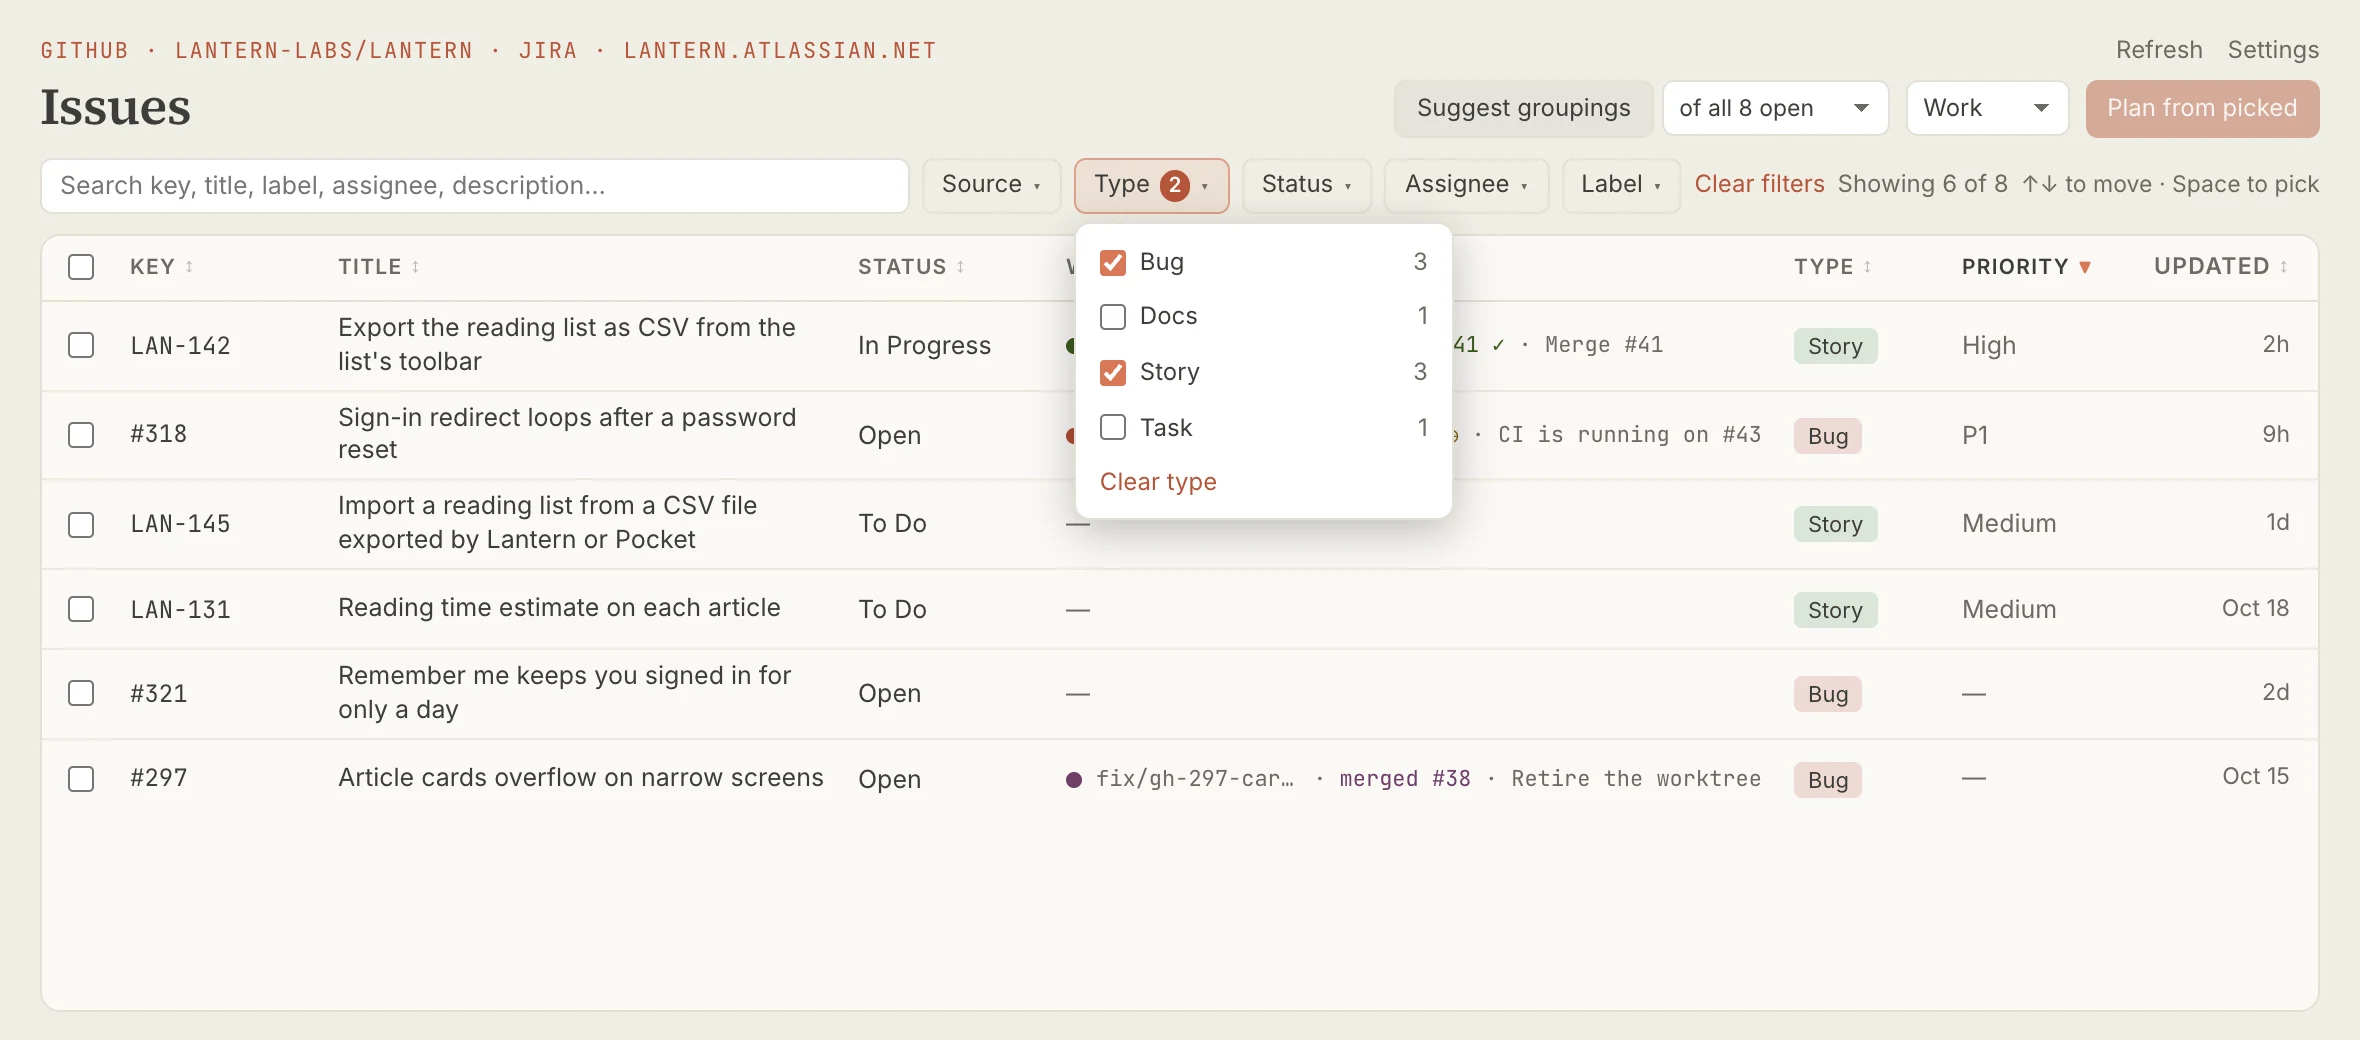 GITHUB · LANTERN-LABS/LANTERN · JIRA · LANTERN.ATLASSIAN.NET
Refresh Settings
Issues
Suggest groupings of all 8 open Work Plan from picked
Search key, title, label, assignee, description...
Source Type 2 Status Assignee Label Clear filters Showing 6 of 8 ↑↓ to move · Space to pick
KEY TITLE STATUS TYPE PRIORITY UPDATED
Bug 3
Docs 1
Story 3
Task 1
Clear type
LAN-142 Export the reading list as CSV from the
list's toolbar
In Progress 41 ✓ · Merge #41 Story High 2h
#318 Sign-in redirect loops after a password
reset
Open · CI is running on #43 Bug P1 9h
LAN-145 Import a reading list from a CSV file
exported by Lantern or Pocket
To Do — Story Medium 1d
LAN-131 Reading time estimate on each article To Do — Story Medium Oct 18
#321 Remember me keeps you signed in for
only a day
Open — Bug — 2d
#297 Article cards overflow on narrow screens Open fix/gh-297-car… · merged #38 · Retire the worktree Bug — Oct 15